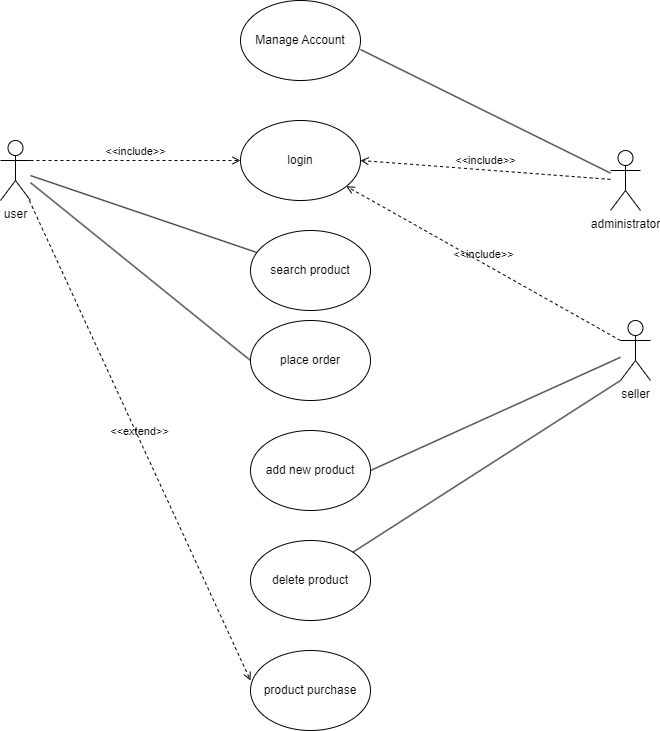 Manage Account
<<include>>
login
<<include>>
user
administrator
<<include>>
search product
place order
seller
<<extend>>
add new product
delete product
product purchase